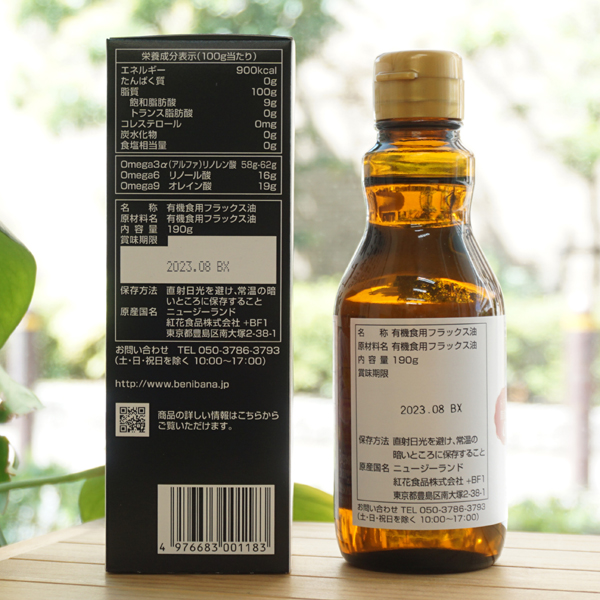 栄養成分表示(100g当たり)
エネルギー 900kcal
たんぱく質 0g
脂質 100g
飽和脂肪酸 9g
トランス脂肪酸 0g
コレステロール 0mg
炭水化物 0g
食塩相当量 0g
Omega3α(アルファ)リノレン酸 58g-62g
Omega6 リノール酸 16g
Omega9 オレイン酸 19g
名称 有機食用フラックス油
原材料名 有機食用フラックス油
内容量 190g
賞味期限
2023.08 BX
保存方法 直射日光を避け、常温の暗
いところに保存すること
原産国名 ニュージーランド
紅花食品株式会社 +BF1
東京都豊島区南大塚2-38-1
お問い合わせ TEL 050-3786-3793
(土・日・祝日を除く 10:00〜17:00)
http://www.benibana.jp
商品の詳しい情報はこちらから
ご覧いただけます。
4 976683 001183
名称 有機食用フラックス油
原材料名 有機食用フラックス油
内容量 190g
賞味期限
2023.08 BX
保存方法 直射日光を避け、常温の
暗いところに保存すること
原産国名 ニュージーランド
紅花食品株式会社 +BF1
東京都豊島区南大塚2-38-1
お問い合わせ TEL 050-3786-3793
(土・日・祝日を除く 10:00〜17:00)